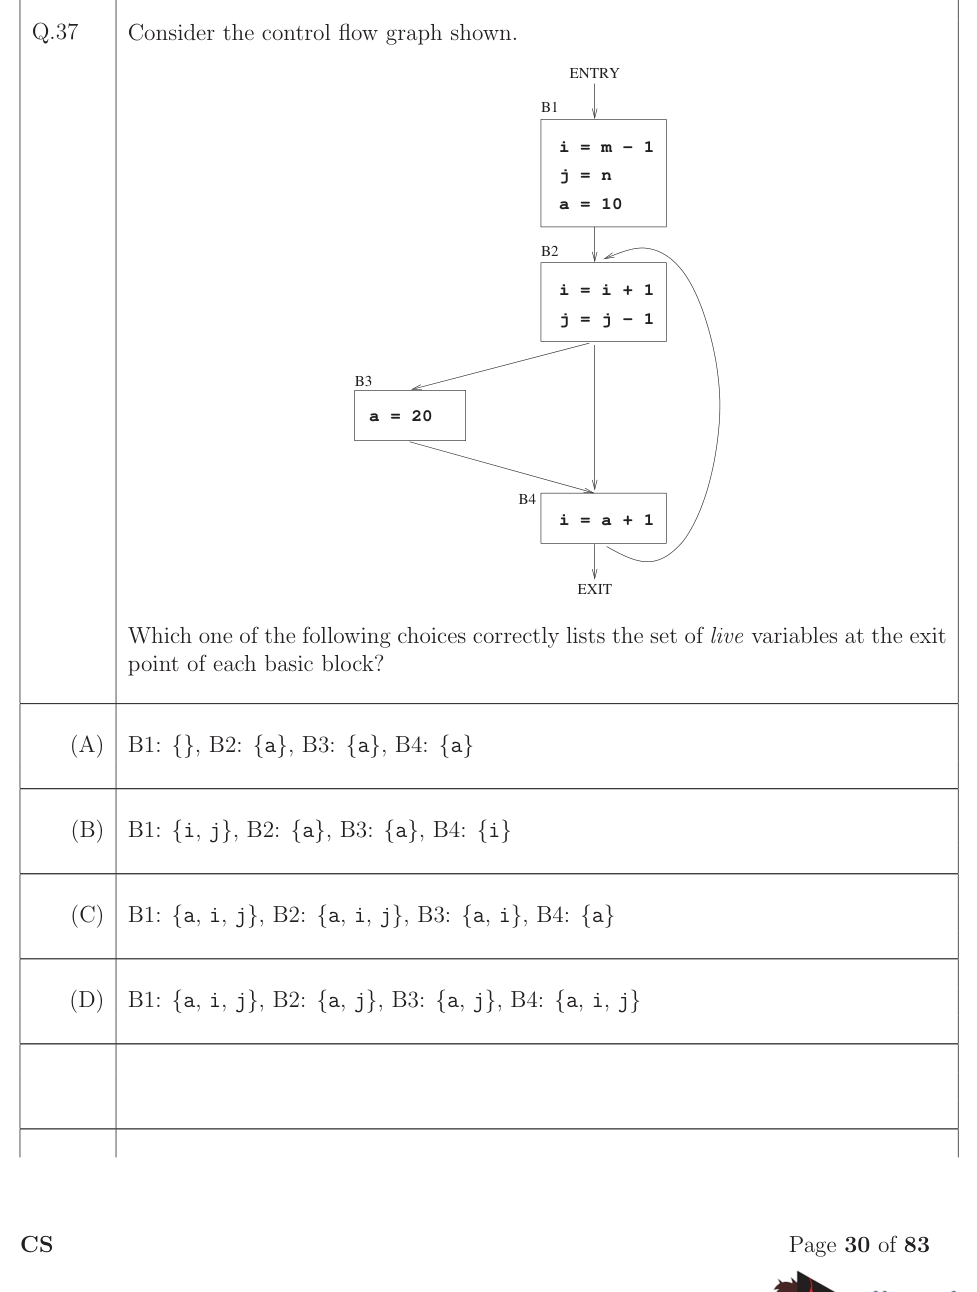 Q.37 Consider the control flow graph shown.
ENTRY
B1
i = m - 1
j = n
a = 10
B2
i = i + 1
j = j - 1
B3
a = 20
B4
i = a + 1
EXIT
Which one of the following choices correctly lists the set of live variables at the exit
point of each basic block?
(A) B1: {}, B2: {a}, B3: {a}, B4: {a}
(B) B1: {i, j}, B2: {a}, B3: {a}, B4: {i}
(C) B1: {a, i, j}, B2: {a, i, j}, B3: {a, i}, B4: {a}
(D) B1: {a, i, j}, B2: {a, j}, B3: {a, j}, B4: {a, i, j}
CS Page 30 of 83